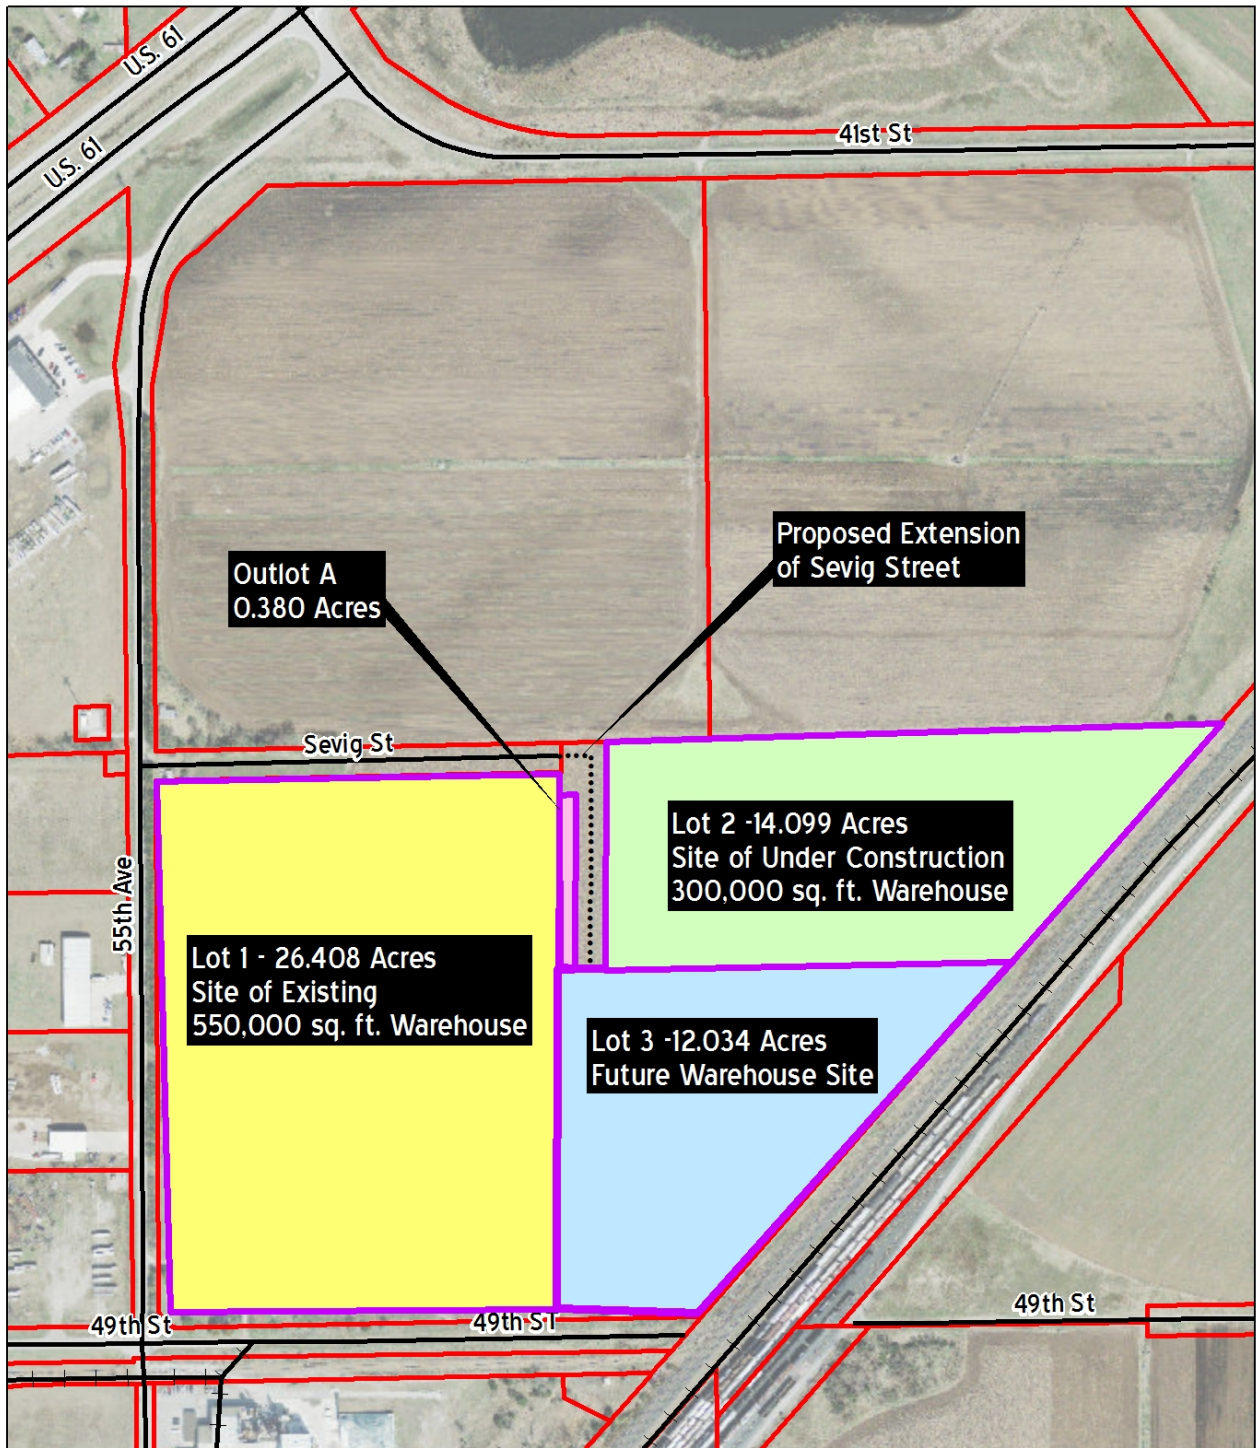 U.S. 61
U.S. 61
41st St
Proposed Extension
of Sevig Street
Outlot A
0.380 Acres
Sevig St
Lot 2 -14.099 Acres
Site of Under Construction
300,000 sq. ft. Warehouse
55th Ave
Lot 1 - 26.408 Acres
Site of Existing
550,000 sq. ft. Warehouse
Lot 3 -12.034 Acres
Future Warehouse Site
49th St
49th ST
49th St